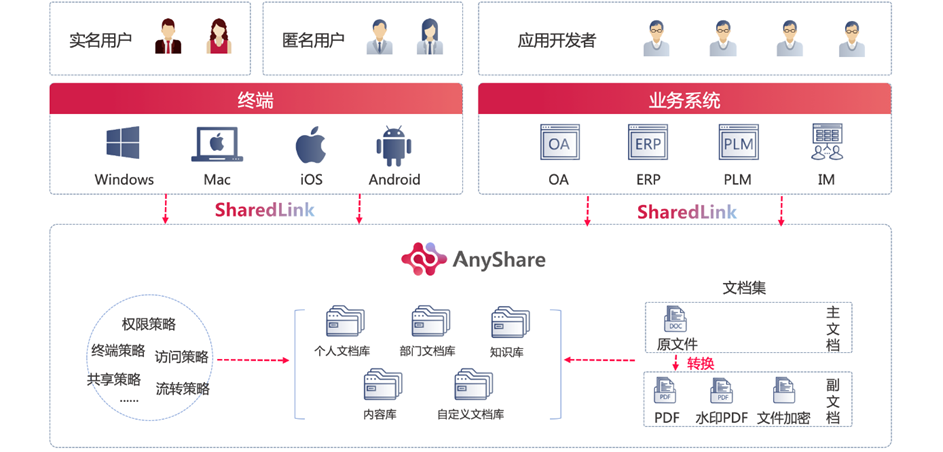 实名用户
匿名用户
应用开发者
终端
业务系统
Windows
Mac
iOS
Android
OA
ERP
PLM
OA
ERP
PLM
IM
SharedLink
SharedLink
AnyShare
文档集
权限策略
终端策略
访问策略
共享策略
流转策略
......
个人文档库
部门文档库
知识库
内容库
自定义文档库
DOC
原文件
主文档
转换
PDF
PDF
PDF
水印PDF
文件加密
副文档